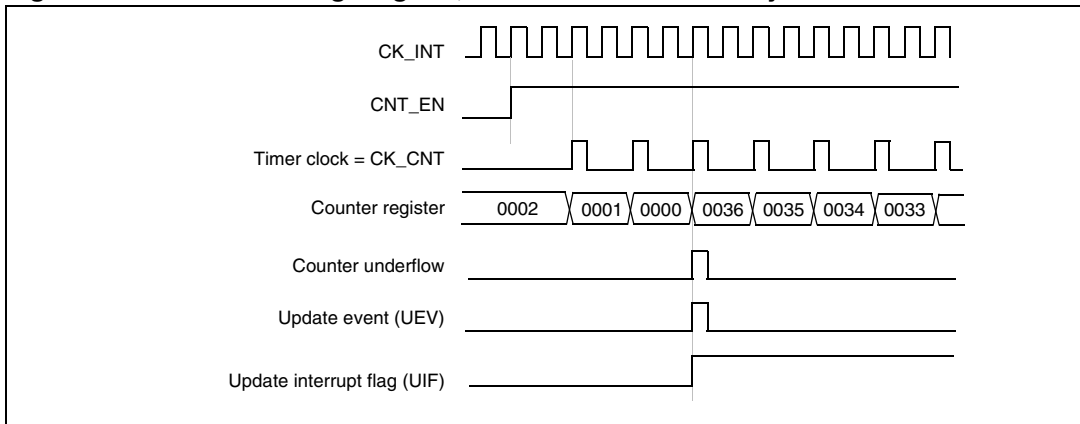 CK_INT
CNT_EN
Timer clock = CK_CNT
Counter register 0002 0001 0000 0036 0035 0034 0033
Counter underflow
Update event (UEV)
Update interrupt flag (UIF)